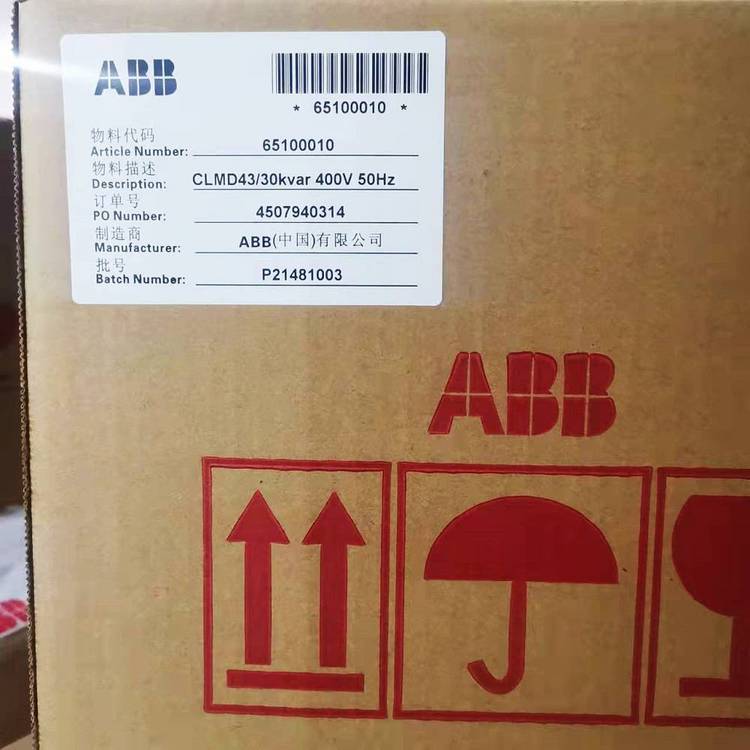 ABB
* 65100010 *
物料代码
Article Number: 65100010
物料描述
Description: CLMD43/30kvar 400V 50Hz
订单号
PO Number: 4507940314
制造商
Manufacturer: ABB(中国)有限公司
批号
Batch Number: P21481003
ABB